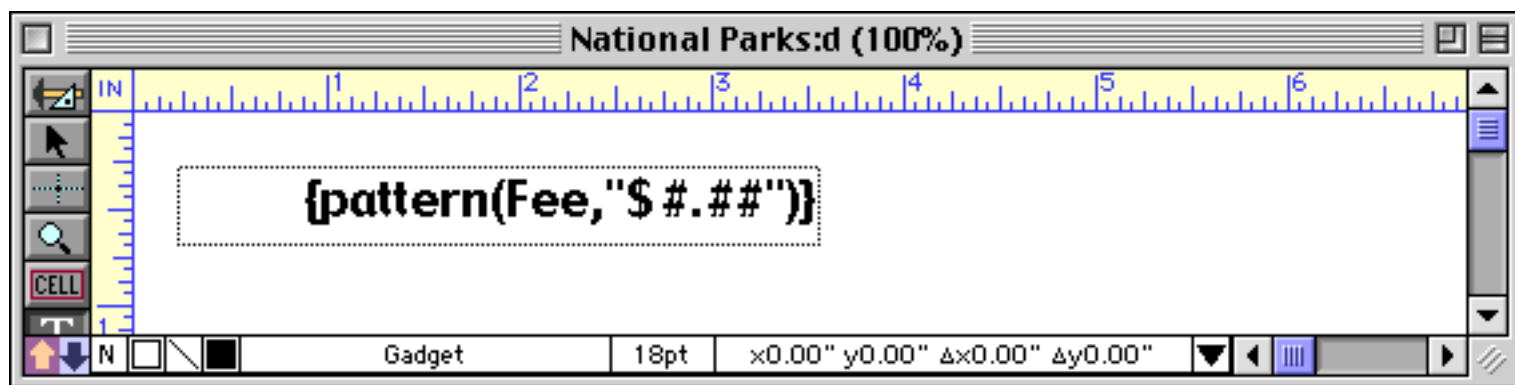 National Parks:d (100%)
IN 1 2 3 4 5 6
{pattern(Fee,"$ #.##")}
CELL
T
1
N Gadget 18pt x0.00" y0.00" Δx0.00" Δy0.00"